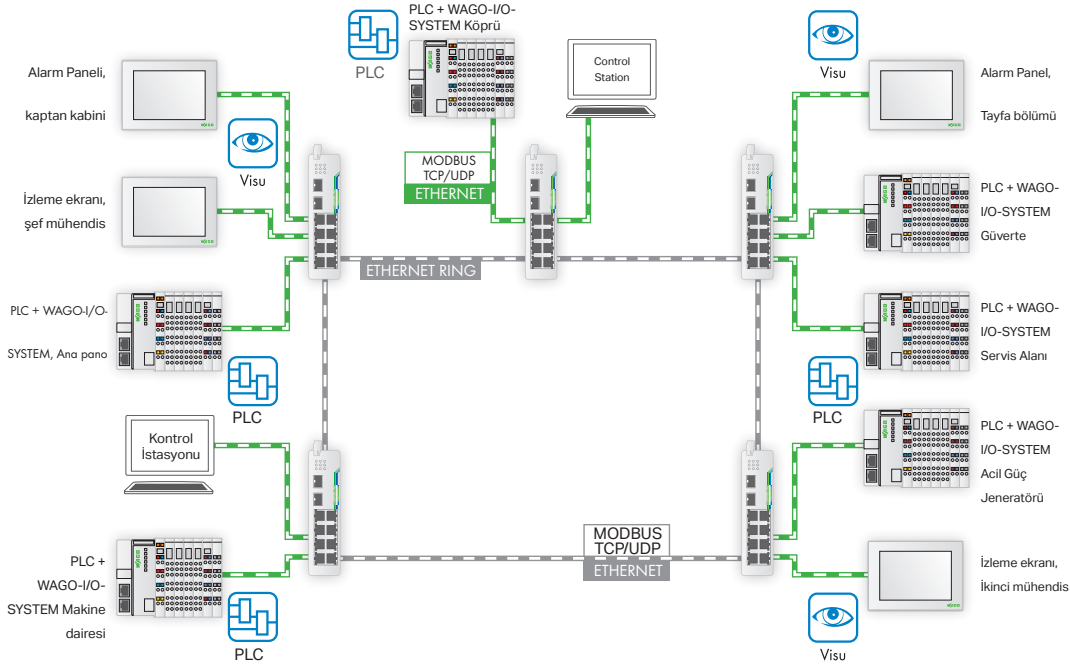 PLC + WAGO-I/O-
SYSTEM Köprü
PLC
Control
Station
Visu
Alarm Paneli,
kaptan kabini
Visu
İzleme ekranı,
şef mühendis
MODBUS
TCP/UDP
ETHERNET
Alarm Panel,
Tayfa bölümü
PLC + WAGO-
I/O-SYSTEM
Güverte
ETHERNET RING
PLC + WAGO-I/O-
SYSTEM, Ana pano
PLC
PLC + WAGO-
I/O-SYSTEM
Servis Alanı
PLC
Kontrol
İstasyonu
PLC + WAGO-
I/O-SYSTEM
Acil Güç
Jeneratörü
MODBUS
TCP/UDP
ETHERNET
PLC +
WAGO-I/O-
SYSTEM Makine
dairesi
PLC
İzleme ekranı,
İkinci mühendis
Visu